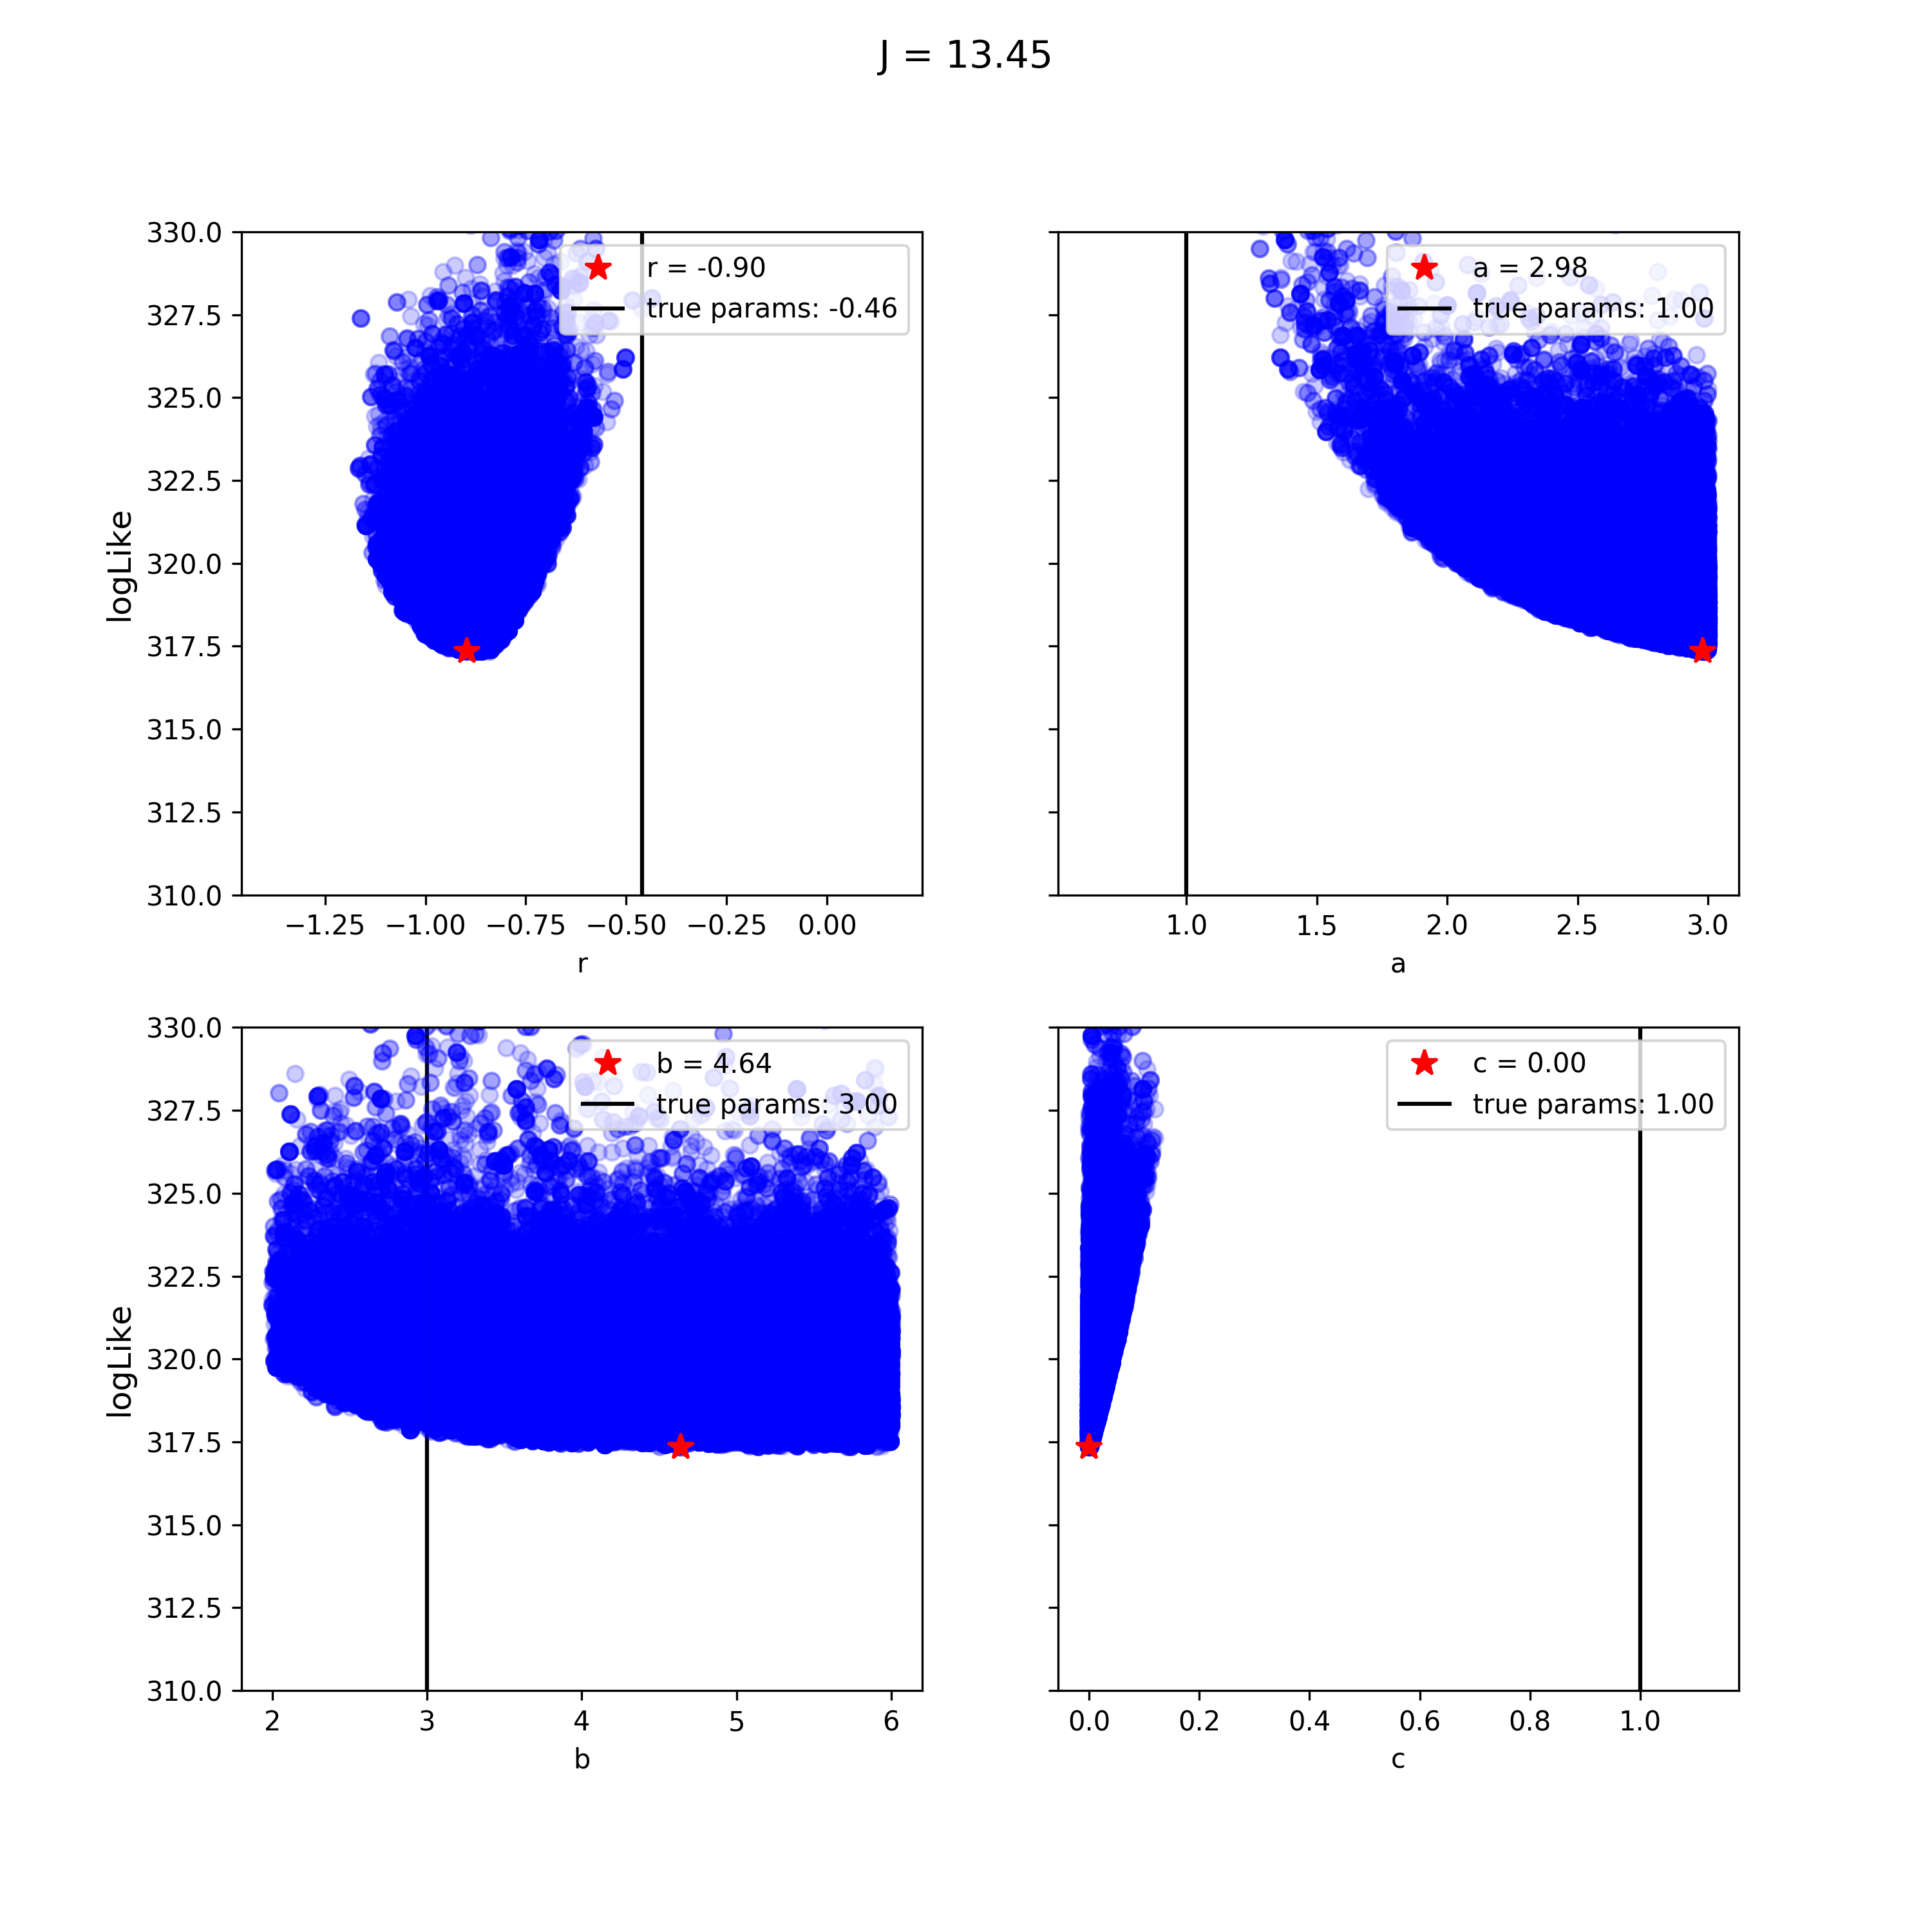 J = 13.45
330.0
327.5
325.0
322.5
320.0
317.5
315.0
312.5
310.0
logLike
r = -0.90
true params: -0.46
−1.25 −1.00 −0.75 −0.50 −0.25 0.00
r
a = 2.98
true params: 1.00
1.0 1.5 2.0 2.5 3.0
a
330.0
327.5
325.0
322.5
320.0
317.5
315.0
312.5
310.0
logLike
b = 4.64
true params: 3.00
2 3 4 5 6
b
c = 0.00
true params: 1.00
0.0 0.2 0.4 0.6 0.8 1.0
c